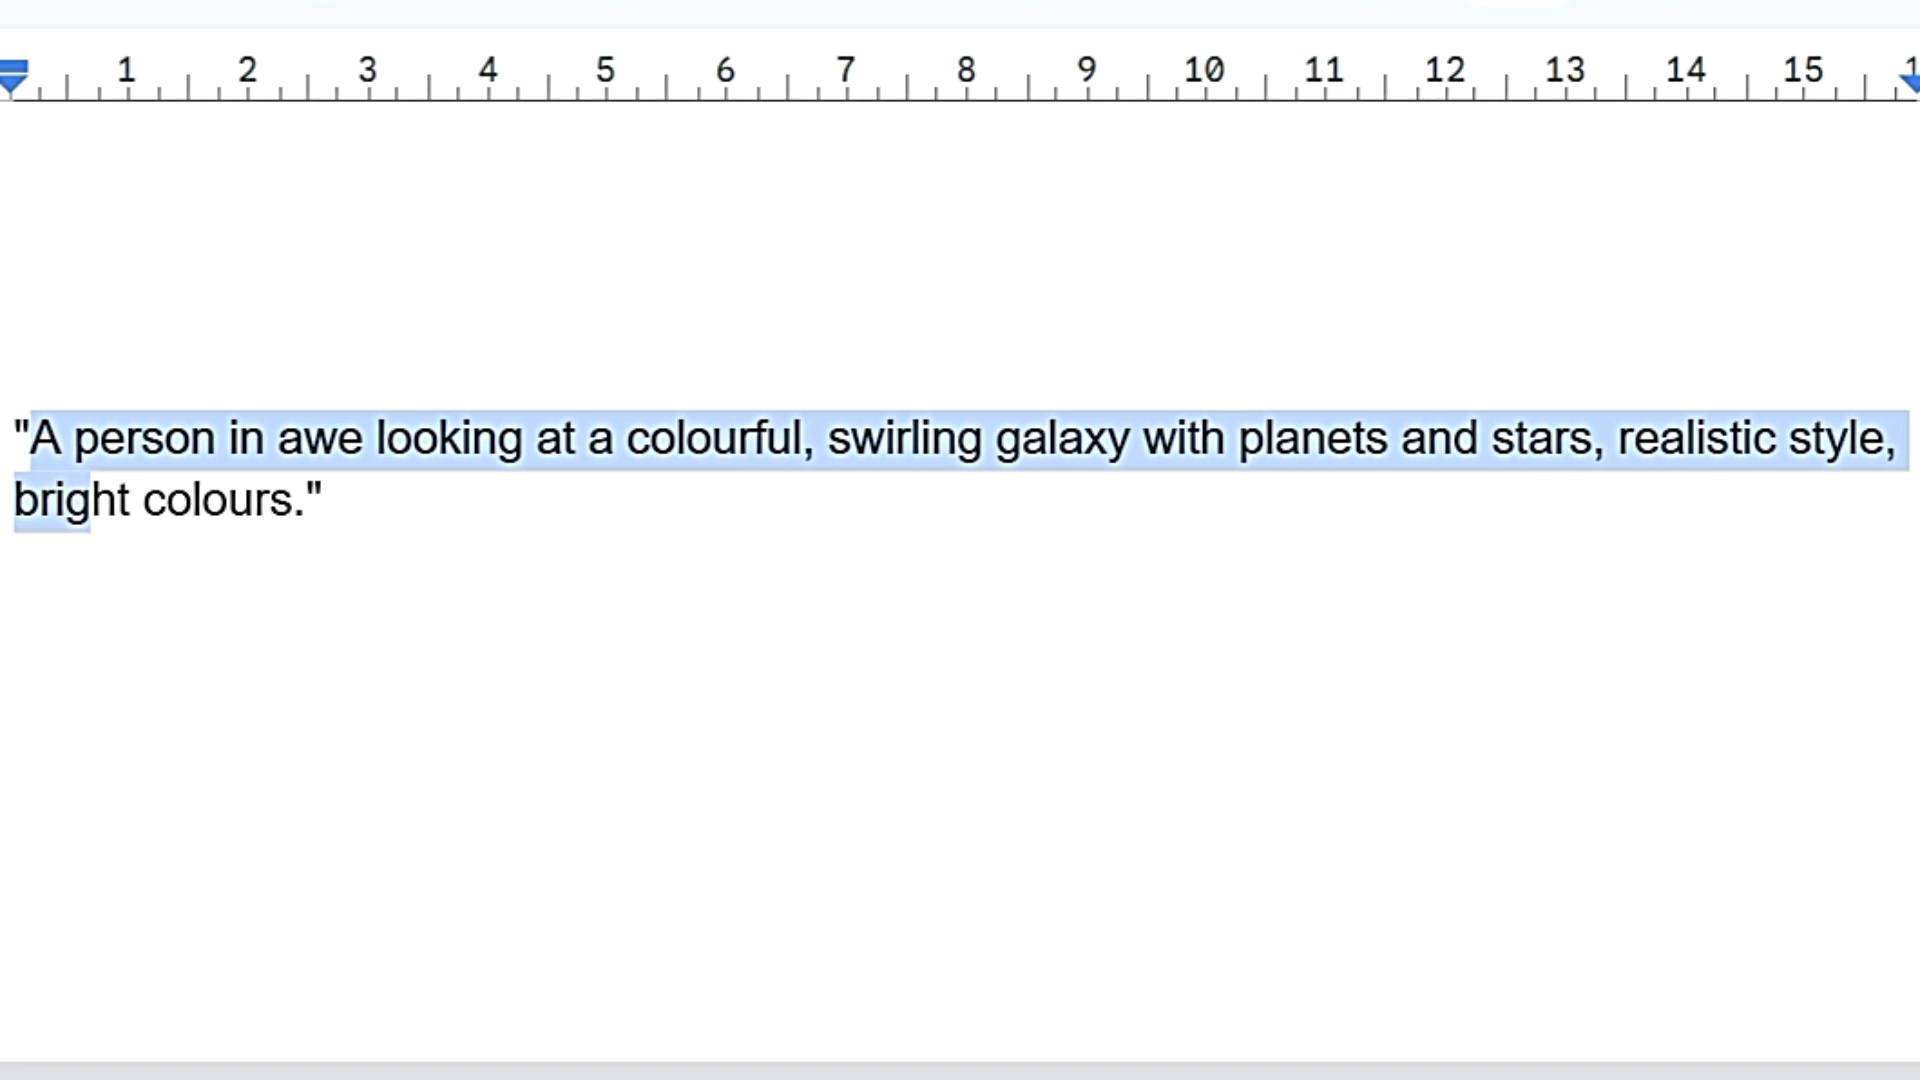 1 2 3 4 5 6 7 8 9 10 11 12 13 14 15 1
"A person in awe looking at a colourful, swirling galaxy with planets and stars, realistic style,
bright colours."